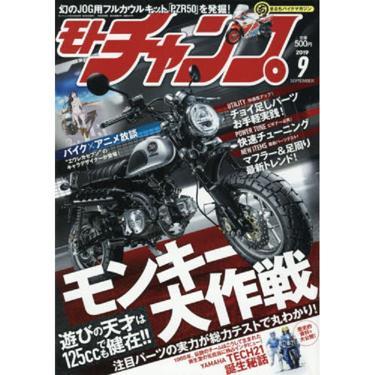 幻のJOG用フルカウルキット「PZR50」を発掘!
モトチャンプ。
定価
500円
2019
9
SEPTEMBER
バイク×アニメ放談
UTILITY
チョイ足しパーツ
お手軽実践!
POWER TUNE
快速チューニング
NEW ITEMS
マフラー&足周り
最新トレンド!
モンキー
大作戦
遊びの天才は
125ccも健在!!
注目パーツの実力が総力テストで丸わかり!
YAMAHA TECH21
誕生秘話